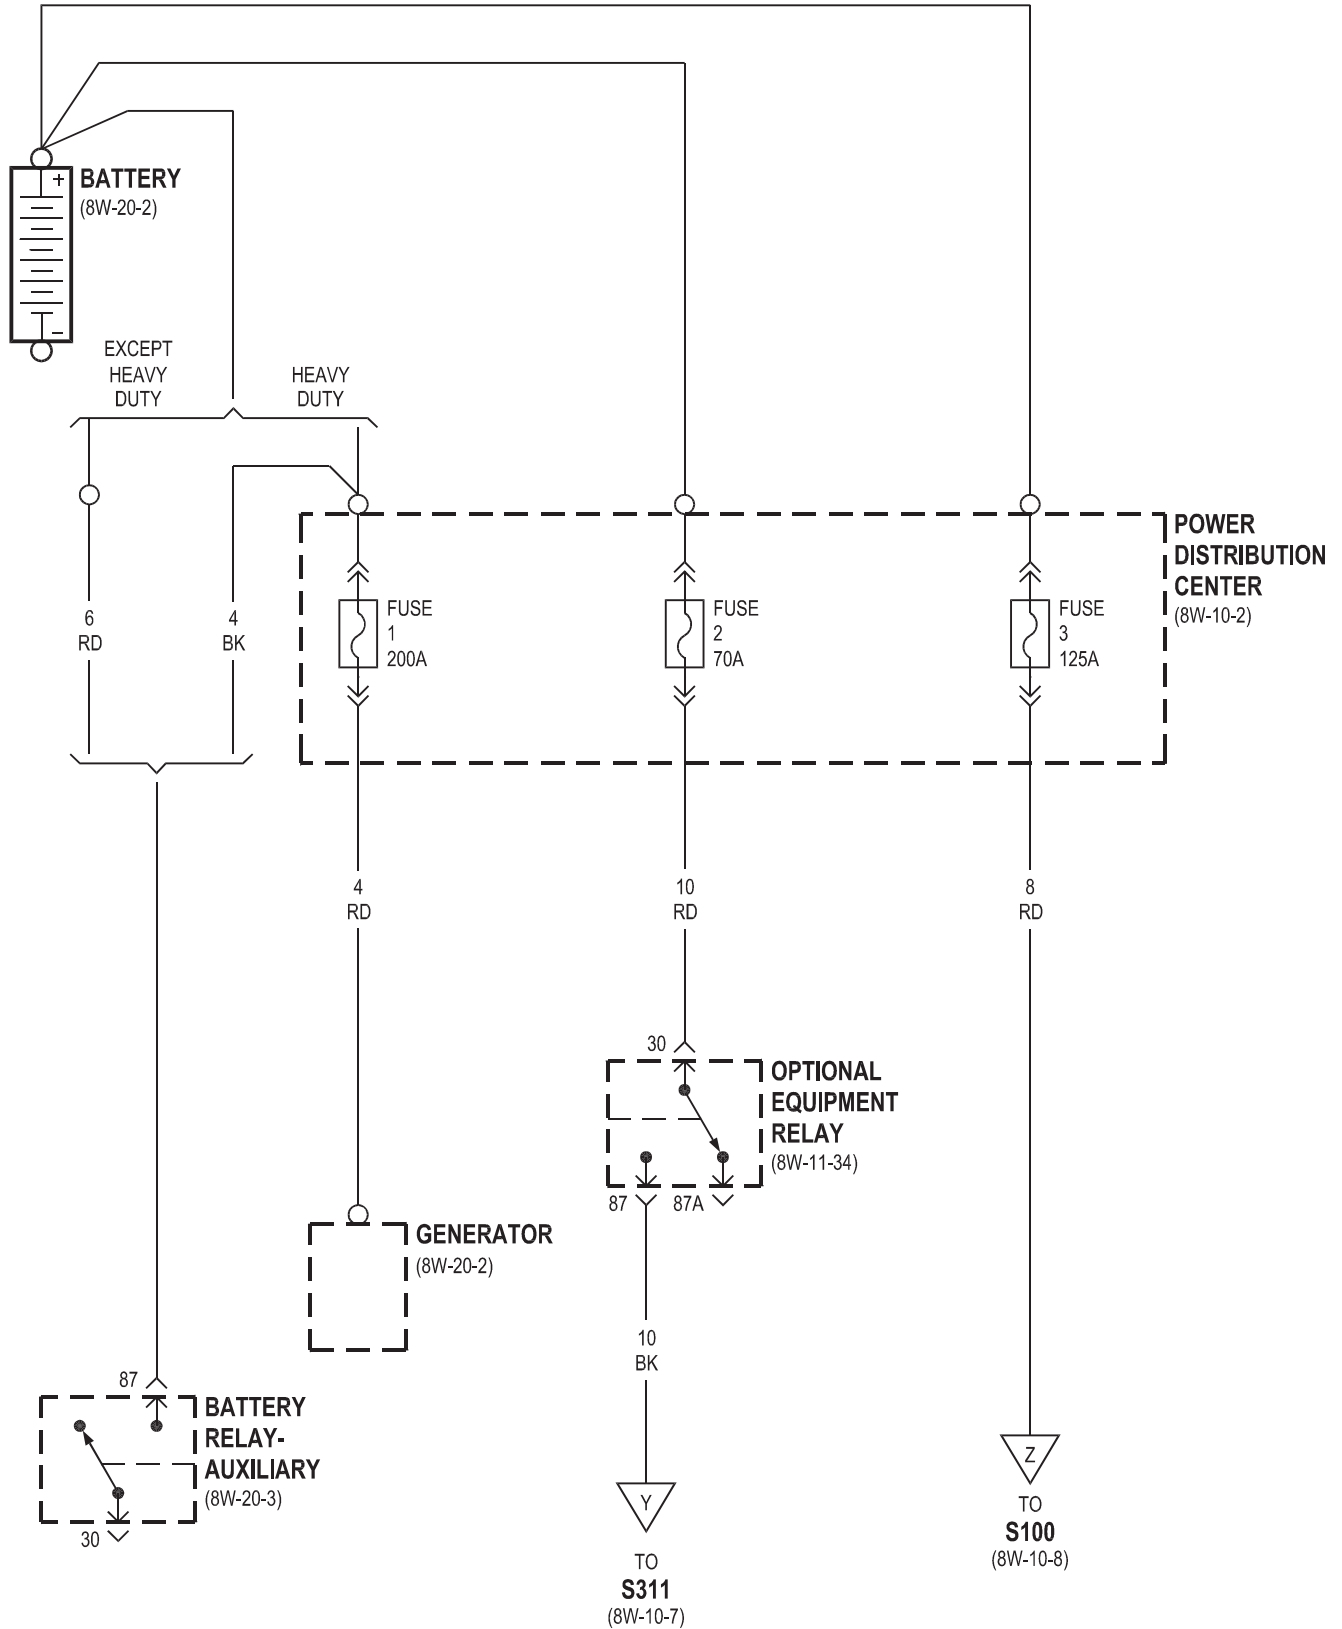 +
BATTERY
(8W-20-2)
−
EXCEPT
HEAVY
DUTY
HEAVY
DUTY
POWER
DISTRIBUTION
CENTER
(8W-10-2)
6
RD
4
BK
FUSE
1
200A
FUSE
2
70A
FUSE
3
125A
4
RD
10
RD
8
RD
30
OPTIONAL
EQUIPMENT
RELAY
(8W-11-34)
87
87A
GENERATOR
(8W-20-2)
10
BK
87
BATTERY
RELAY-
AUXILIARY
(8W-20-3)
30
Z
TO
S100
(8W-10-8)
Y
TO
S311
(8W-10-7)